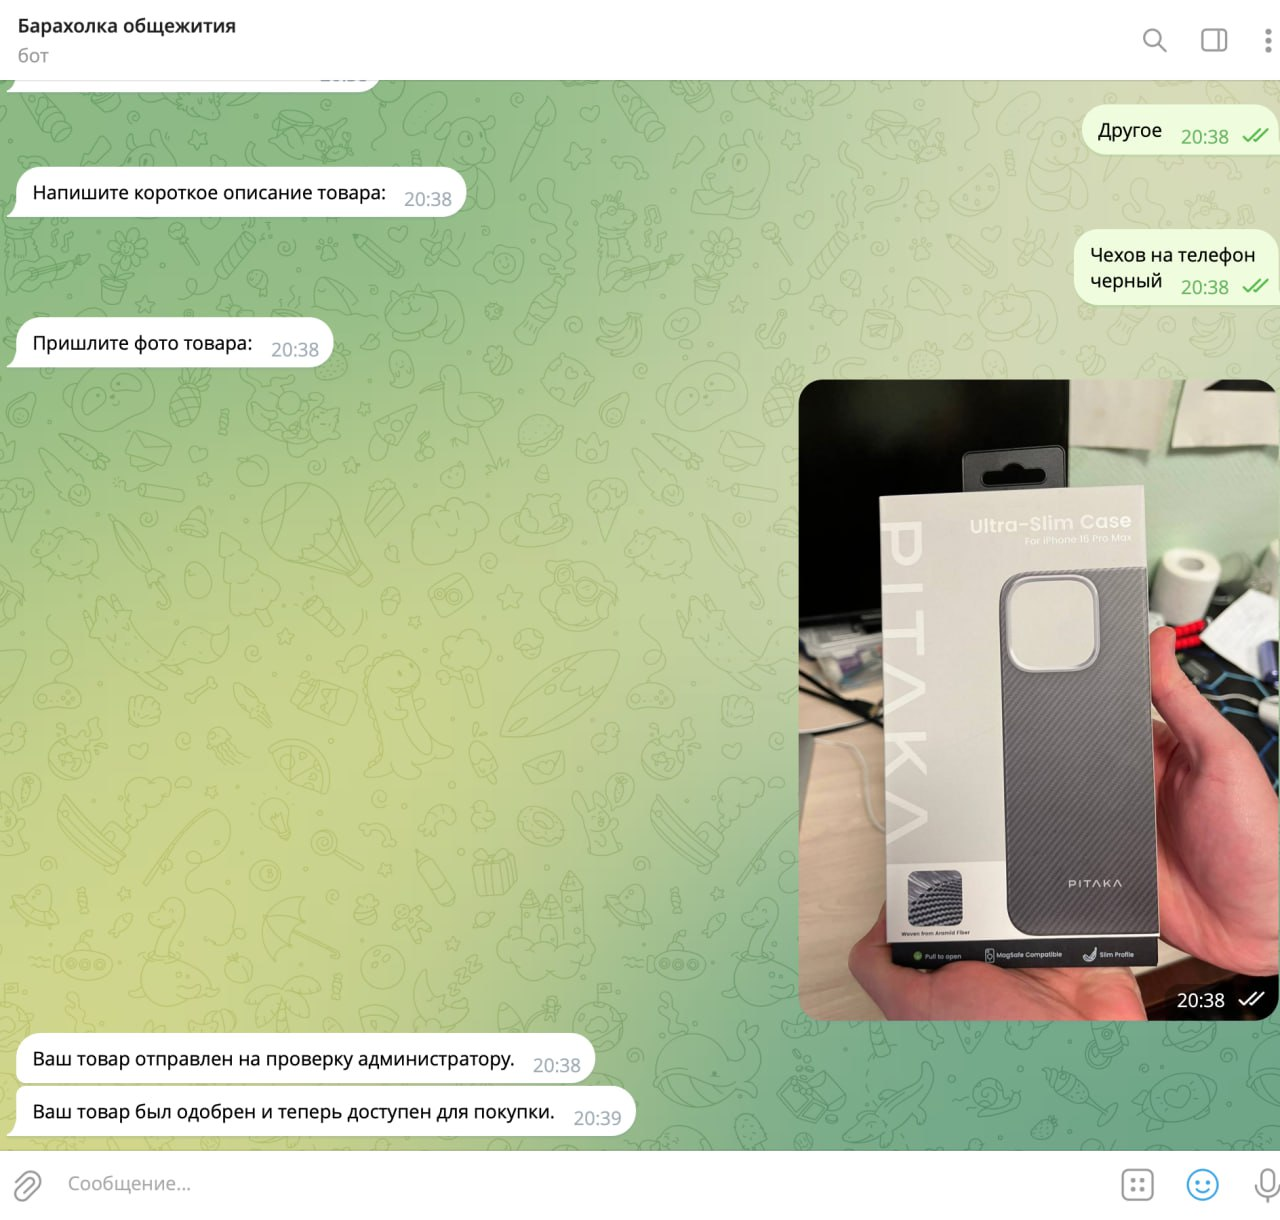 Барахолка общежития
бот
Другое 20:38
Напишите короткое описание товара: 20:38
Чехов на телефон
черный 20:38
Пришлите фото товара: 20:38
Ultra-Slim Case
For iPhone 16 Pro Max
PITAKA
PITAKA
Woven from Aramid Fiber
Pull to open
MagSafe Compatible
Slim Profile
20:38
Ваш товар отправлен на проверку администратору. 20:38
Ваш товар был одобрен и теперь доступен для покупки. 20:39
Сообщение...